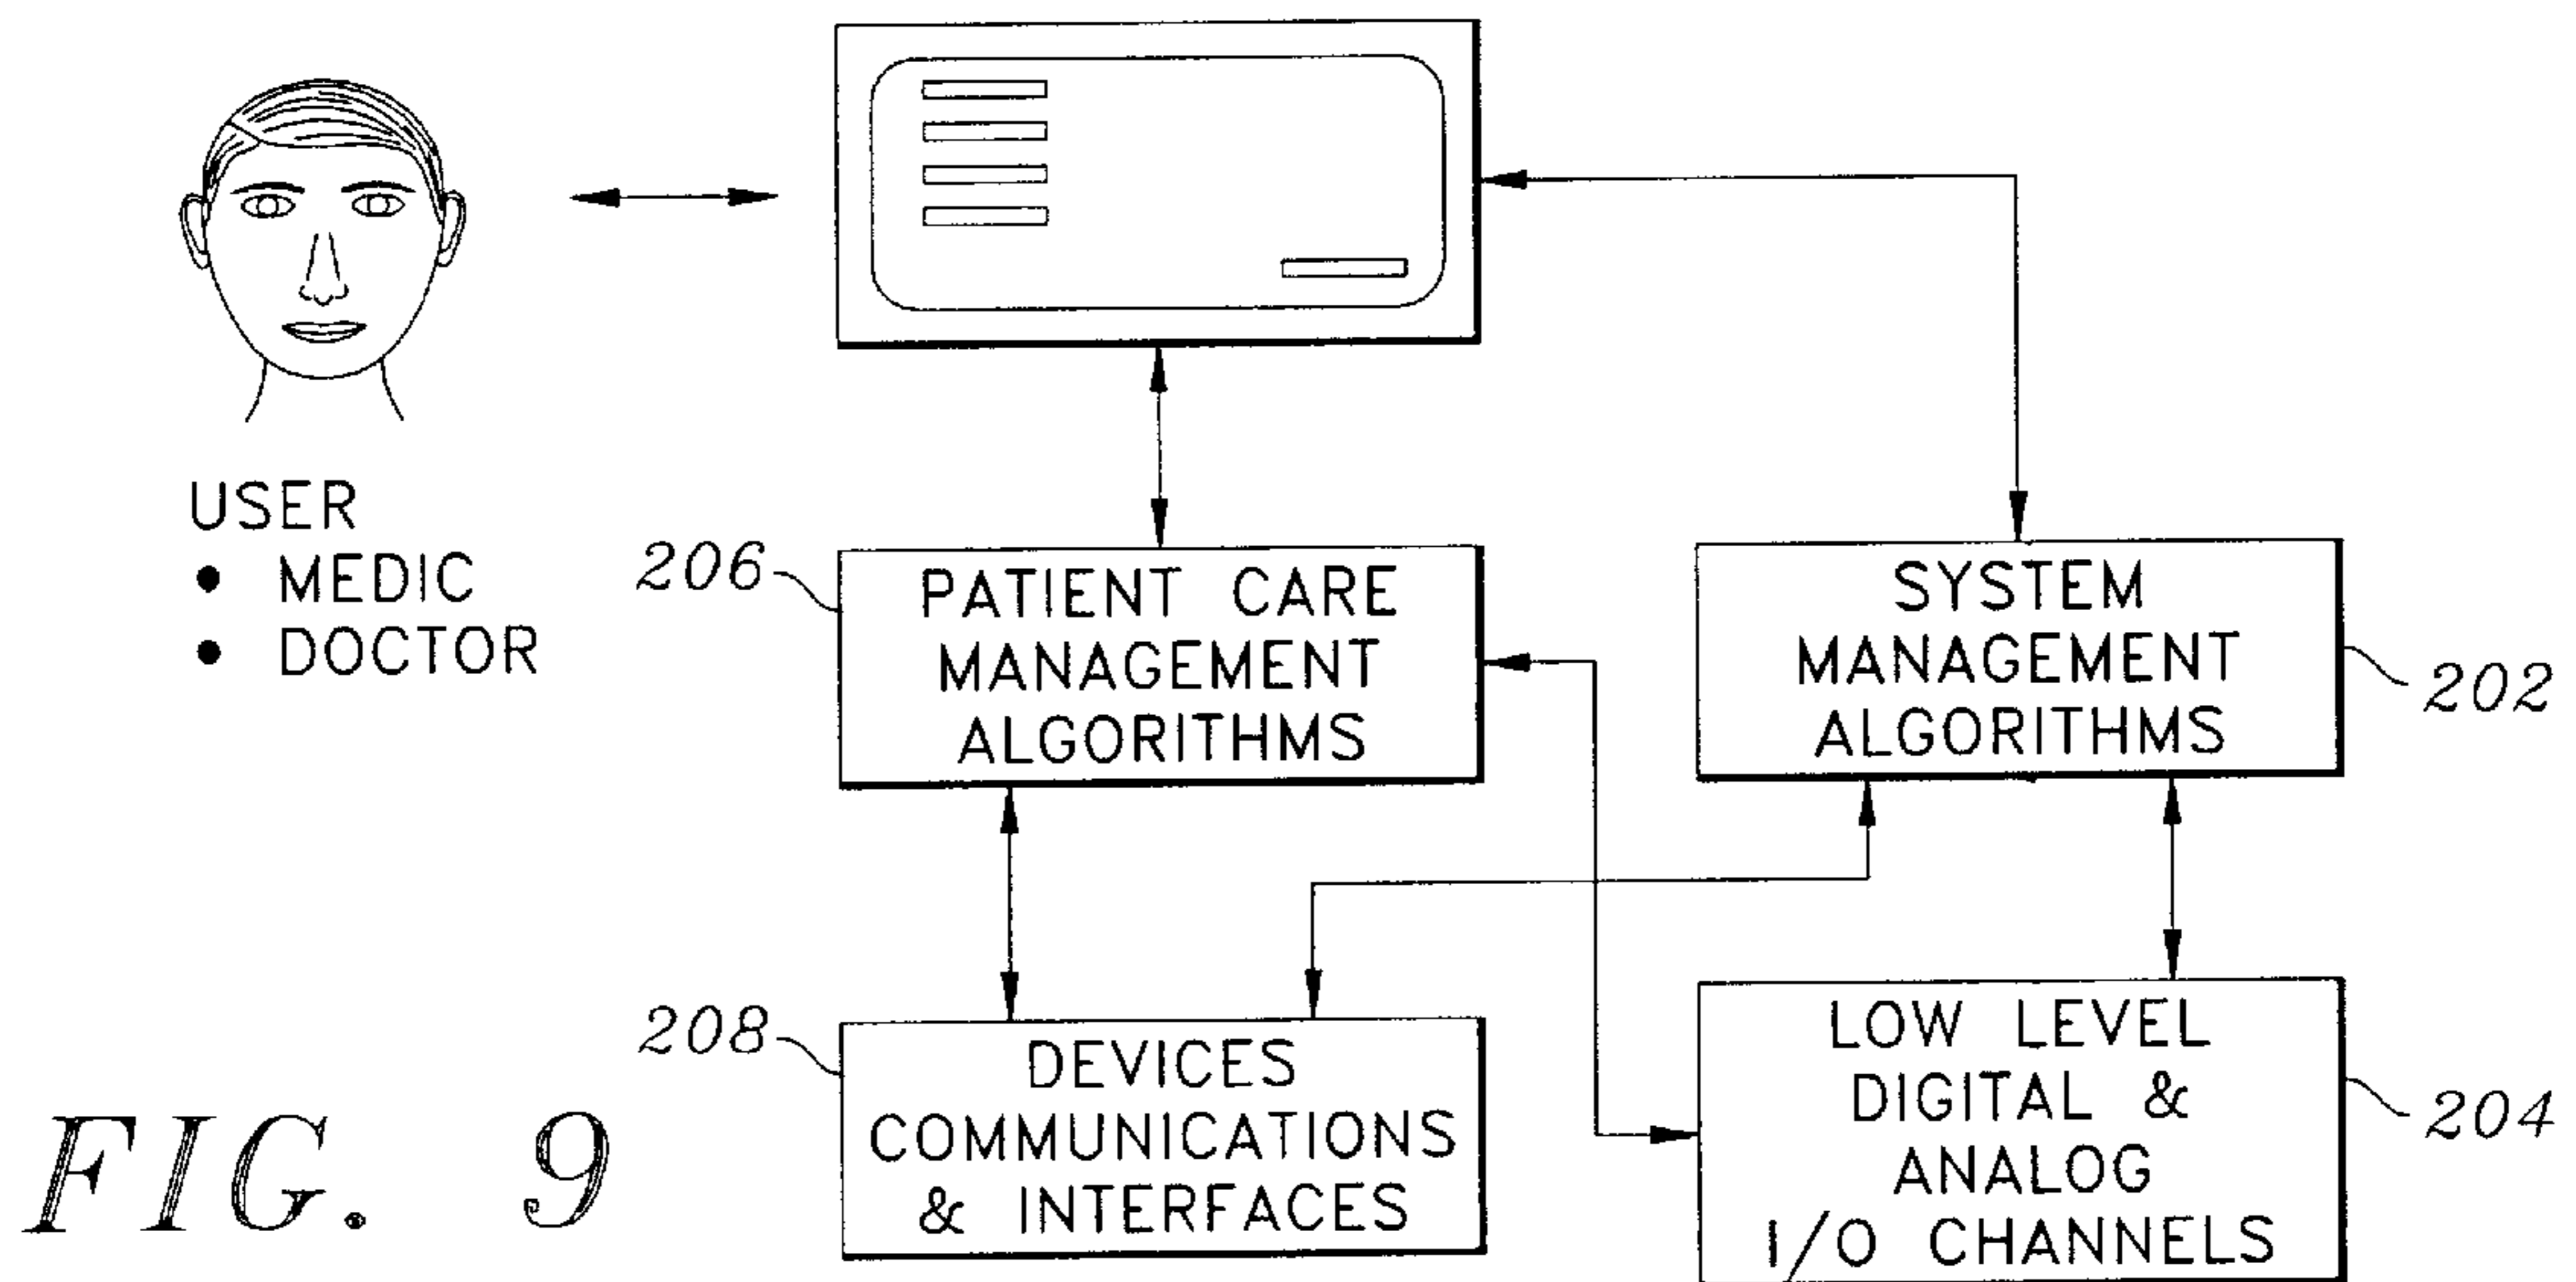 USER
• MEDIC
• DOCTOR
206
PATIENT CARE
MANAGEMENT
ALGORITHMS
SYSTEM
MANAGEMENT
ALGORITHMS
202
208
DEVICES
COMMUNICATIONS
& INTERFACES
LOW LEVEL
DIGITAL &
ANALOG
I/O CHANNELS
204
FIG. 9